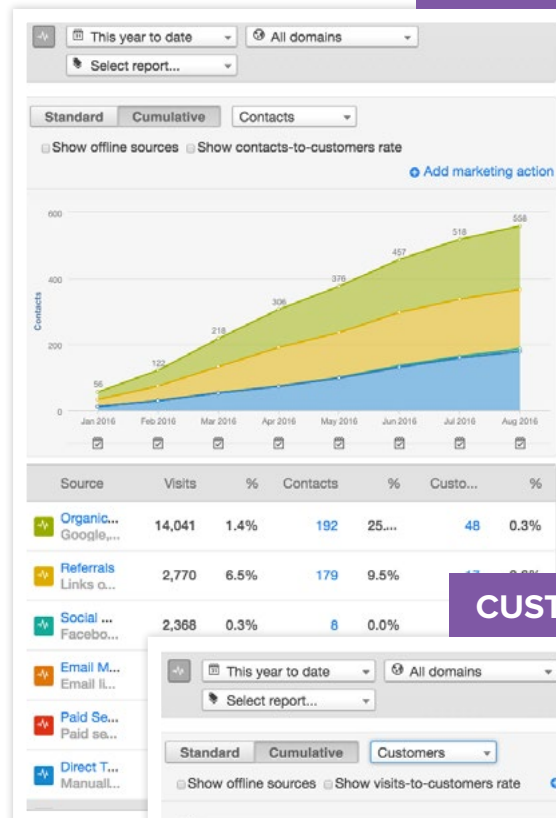 This year to date
All domains
Select report...
Standard Cumulative Contacts
Show offline sources Show contacts-to-customers rate
Add marketing action
600
400
200
0
Contacts
56
122
218
306
376
457
518
558
Jan 2016 Feb 2016 Mar 2016 Apr 2016 May 2016 Jun 2016 Jul 2016 Aug 2016
Source Visits % Contacts % Custo... %
Organic... 14,041 1.4% 192 25.... 48 0.3%
Google,...
Referrals 2,770 6.5% 179 9.5%
Links o...
Social ... 2,368 0.3% 8 0.0%
Facebo...
Email M...
Email li...
Paid Se...
Paid se...
Direct T...
Manuall...
CUST
This year to date
All domains
Select report...
Standard Cumulative Customers
Show offline sources Show visits-to-customers rate